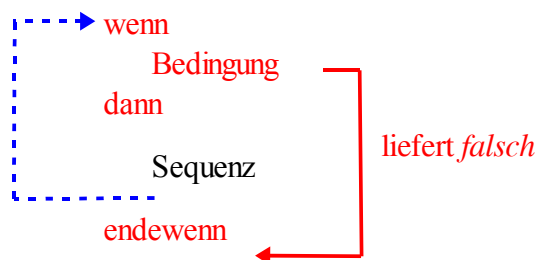 wenn
Bedingung
dann
liefert falsch
Sequenz
endewenn